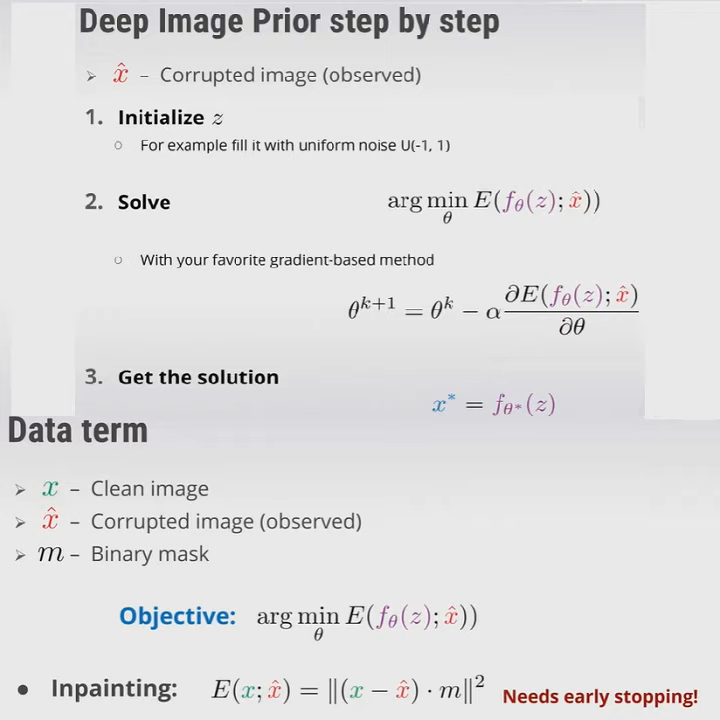 Deep Image Prior step by step
➢ x̂ – Corrupted image (observed)
1. Initialize z
○ For example fill it with uniform noise U(-1, 1)
2. Solve arg min_θ E(f_θ(z); x̂))
○ With your favorite gradient-based method
θ^{k+1} = θ^k − α ∂E(f_θ(z); x̂) / ∂θ
3. Get the solution
x* = f_{θ*}(z)
Data term
➢ x – Clean image
➢ x̂ – Corrupted image (observed)
➢ m – Binary mask
Objective: arg min_θ E(f_θ(z); x̂))
● Inpainting: E(x; x̂) = ‖(x − x̂) · m‖² Needs early stopping!